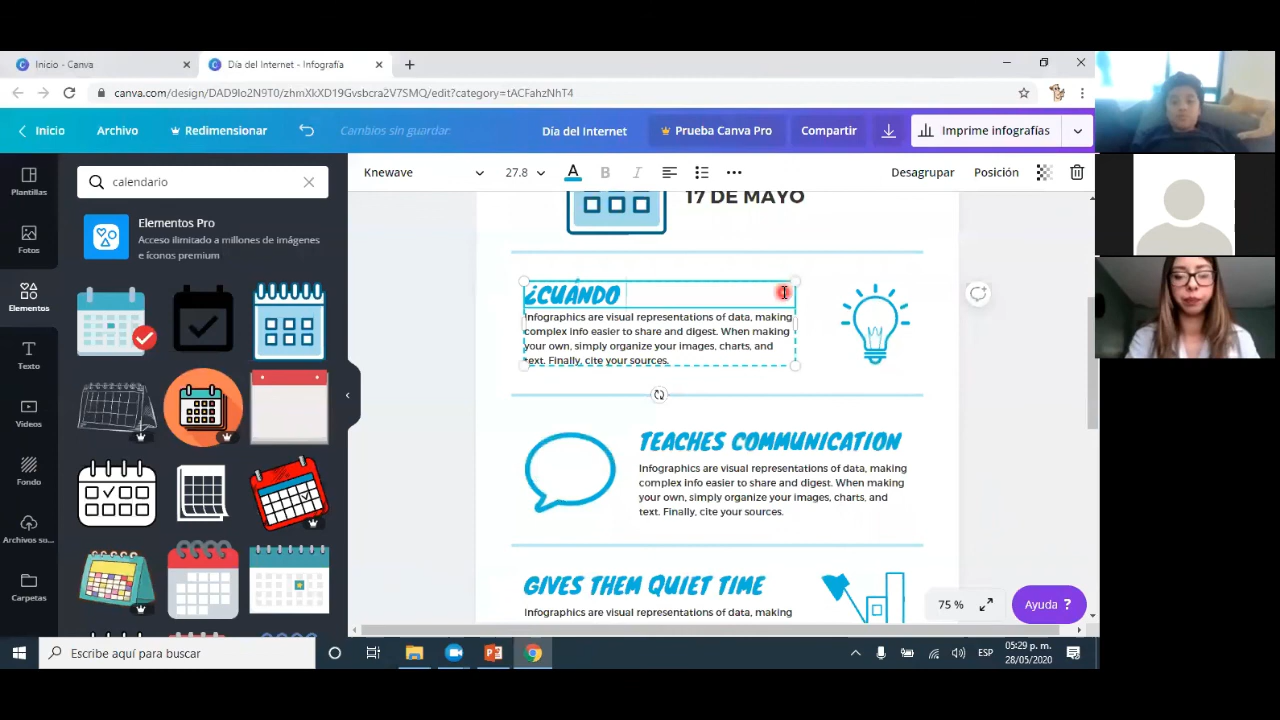 Inicio - Canva
Día del Internet - Infografía
canva.com/design/DAD9Io2N9T0/zhmXkXD19Gvsbcra2V7SMQ/edit?category=tACFahzNhT4
Inicio
Archivo
Redimensionar
Cambios sin guardar
Día del Internet
Prueba Canva Pro
Compartir
Imprime infografías
Plantillas
Fotos
Elementos
Texto
Videos
Fondo
Archivos so...
Carpetas
calendario
Elementos Pro
Acceso ilimitado a millones de imágenes
e íconos premium
Knewave
27.8
A
B
I
Desagrupar
Posición
17 DE MAYO
¿CUÁNDO
Infographics are visual representations of data, making
complex info easier to share and digest. When making
your own, simply organize your images, charts, and
text. Finally, cite your sources.
TEACHES COMMUNICATION
Infographics are visual representations of data, making
complex info easier to share and digest. When making
your own, simply organize your images, charts, and
text. Finally, cite your sources.
GIVES THEM QUIET TIME
Infographics are visual representations of data, making
75 %
Ayuda ?
Escribe aquí para buscar
ESP
05:29 p. m.
28/05/2020